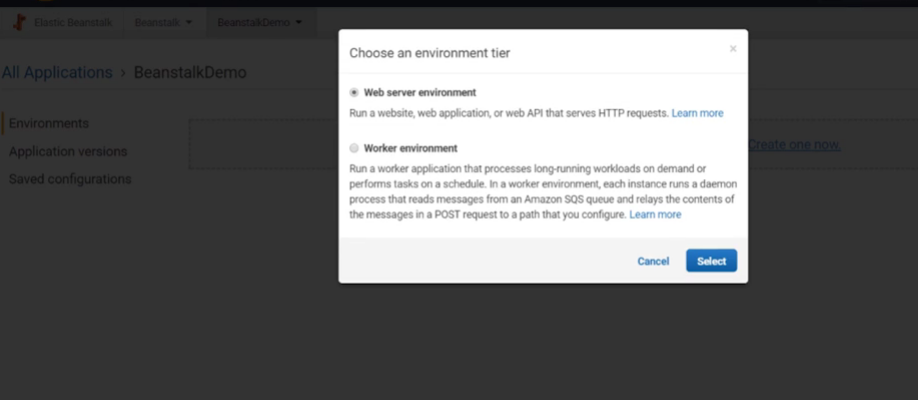 Elastic Beanstalk Beanstalk BeanstalkDemo
Choose an environment tier ×
All Applications › BeanstalkDemo
Web server environment
Run a website, web application, or web API that serves HTTP requests. Learn more
Environments
Create one now.
Application versions
Worker environment
Run a worker application that processes long-running workloads on demand or
Saved configurations
performs tasks on a schedule. In a worker environment, each instance runs a daemon
process that reads messages from an Amazon SQS queue and relays the contents of
the messages in a POST request to a path that you configure. Learn more
Cancel Select